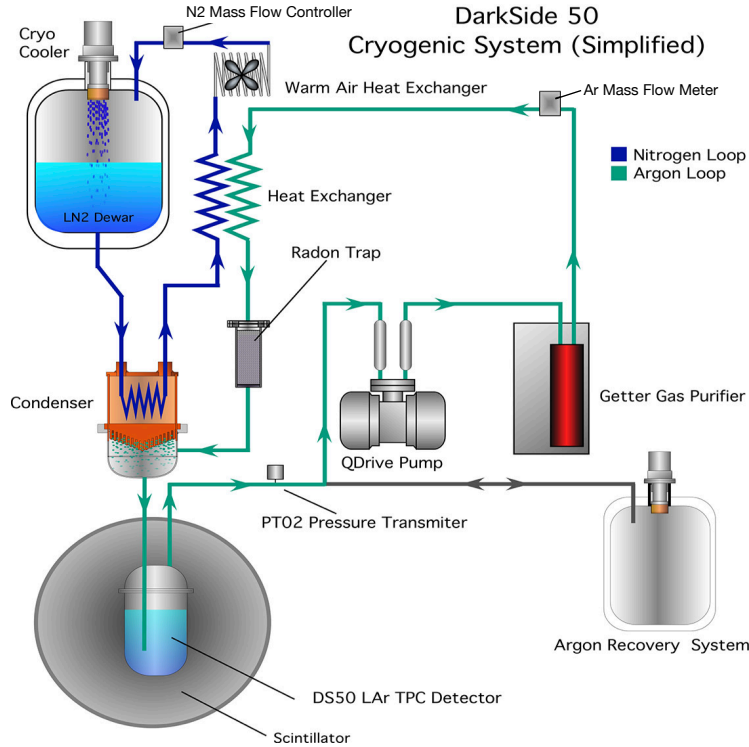 DarkSide 50
Cryogenic System (Simplified)
N2 Mass Flow Controller
Cryo
Cooler
Warm Air Heat Exchanger
Ar Mass Flow Meter
Nitrogen Loop
Argon Loop
Heat Exchanger
LN2 Dewar
Radon Trap
Condenser
Getter Gas Purifier
QDrive Pump
PT02 Pressure Transmiter
Argon Recovery System
DS50 LAr TPC Detector
Scintillator